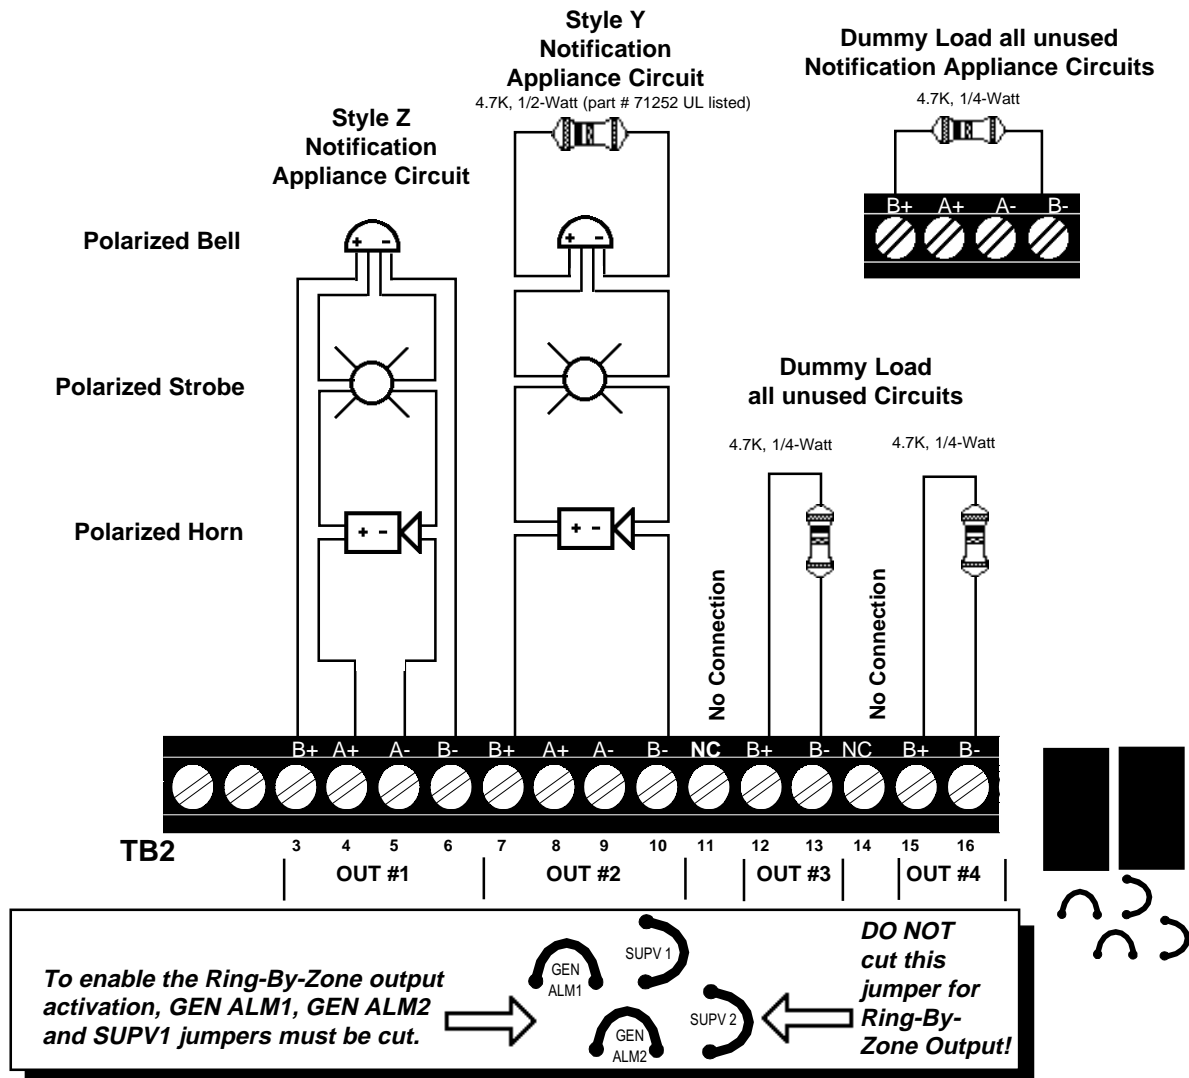 Style Y
Notification
Appliance Circuit
4.7K, 1/2-Watt (part # 71252 UL listed)
Dummy Load all unused
Notification Appliance Circuits
4.7K, 1/4-Watt
Style Z
Notification
Appliance Circuit
B+ A+ A- B-
Polarized Bell
+ -
+ -
Polarized Strobe
Dummy Load
all unused Circuits
4.7K, 1/4-Watt
4.7K, 1/4-Watt
Polarized Horn
+ -
+ -
No Connection
No Connection
B+ A+ A- B- B+ A+ A- B- NC B+ B- NC B+ B-
TB2
3 4 5 6 7 8 9 10 11 12 13 14 15 16
OUT #1 OUT #2 OUT #3 OUT #4
To enable the Ring-By-Zone output
activation, GEN ALM1, GEN ALM2
and SUPV1 jumpers must be cut.
GEN
ALM1
SUPV 1
GEN
ALM2
SUPV 2
DO NOT
cut this
jumper for
Ring-By-
Zone Output!